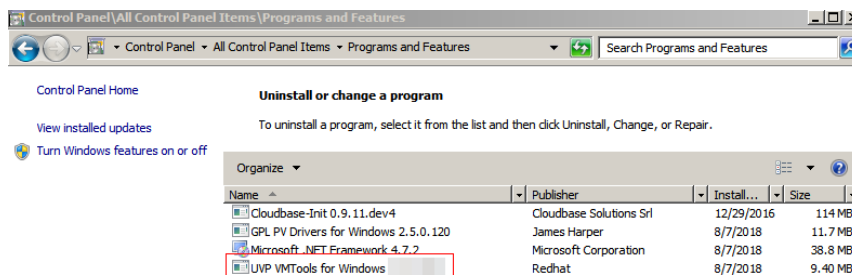 Control Panel\All Control Panel Items\Programs and Features
Control Panel ▾ All Control Panel Items ▾ Programs and Features Search Programs and Features
Control Panel Home
Uninstall or change a program
View installed updates
To uninstall a program, select it from the list and then click Uninstall, Change, or Repair.
Turn Windows features on or off
Organize ▾
Name Publisher Install... Size
Cloudbase-Init 0.9.11.dev4 Cloudbase Solutions Srl 12/29/2016 114 MB
GPL PV Drivers for Windows 2.5.0.120 James Harper 8/7/2018 11.7 MB
Microsoft .NET Framework 4.7.2 Microsoft Corporation 8/7/2018 38.8 MB
UVP VMTools for Windows Redhat 8/7/2018 9.40 MB